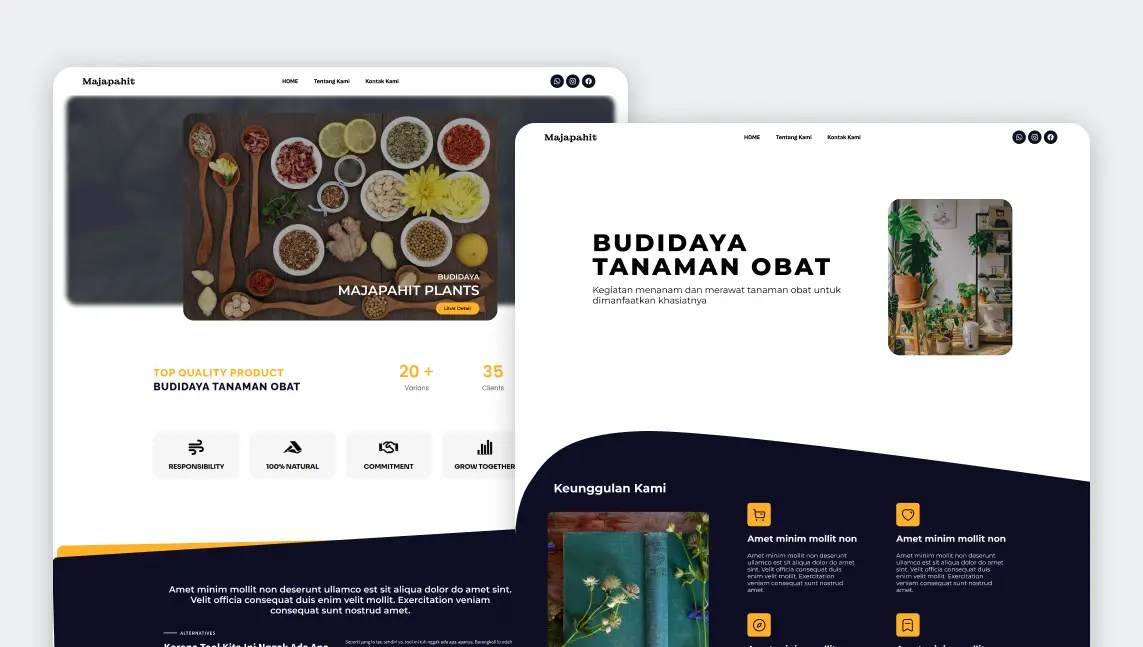 Majapahit
HOME Tentang Kami Kontak Kami
BUDIDAYA
MAJAPAHIT PLANTS
Lihat Detail
TOP QUALITY PRODUCT
BUDIDAYA TANAMAN OBAT
20 +
Varians
35
Clients
RESPONSIBILITY
100% NATURAL
COMMITMENT
GROW TOGETHER
Amet minim mollit non deserunt ullamco est sit aliqua dolor do amet sint.
Velit officia consequat duis enim velit mollit. Exercitation veniam
consequat sunt nostrud amet.
ALTERNATIVES
Majapahit
HOME Tentang Kami Kontak Kami
BUDIDAYA
TANAMAN OBAT
Kegiatan menanam dan merawat tanaman obat untuk
dimanfaatkan khasiatnya
Keunggulan Kami
Amet minim mollit non
Amet minim mollit non deserunt
ullamco est sit aliqua dolor do amet
sint. Velit officia consequat duis
enim velit mollit. Exercitation
veniam consequat sunt nostrud
amet.
Amet minim mollit non
Amet minim mollit non deserunt
ullamco est sit aliqua dolor do amet
sint. Velit officia consequat duis
enim velit mollit. Exercitation
veniam consequat sunt nostrud
amet.